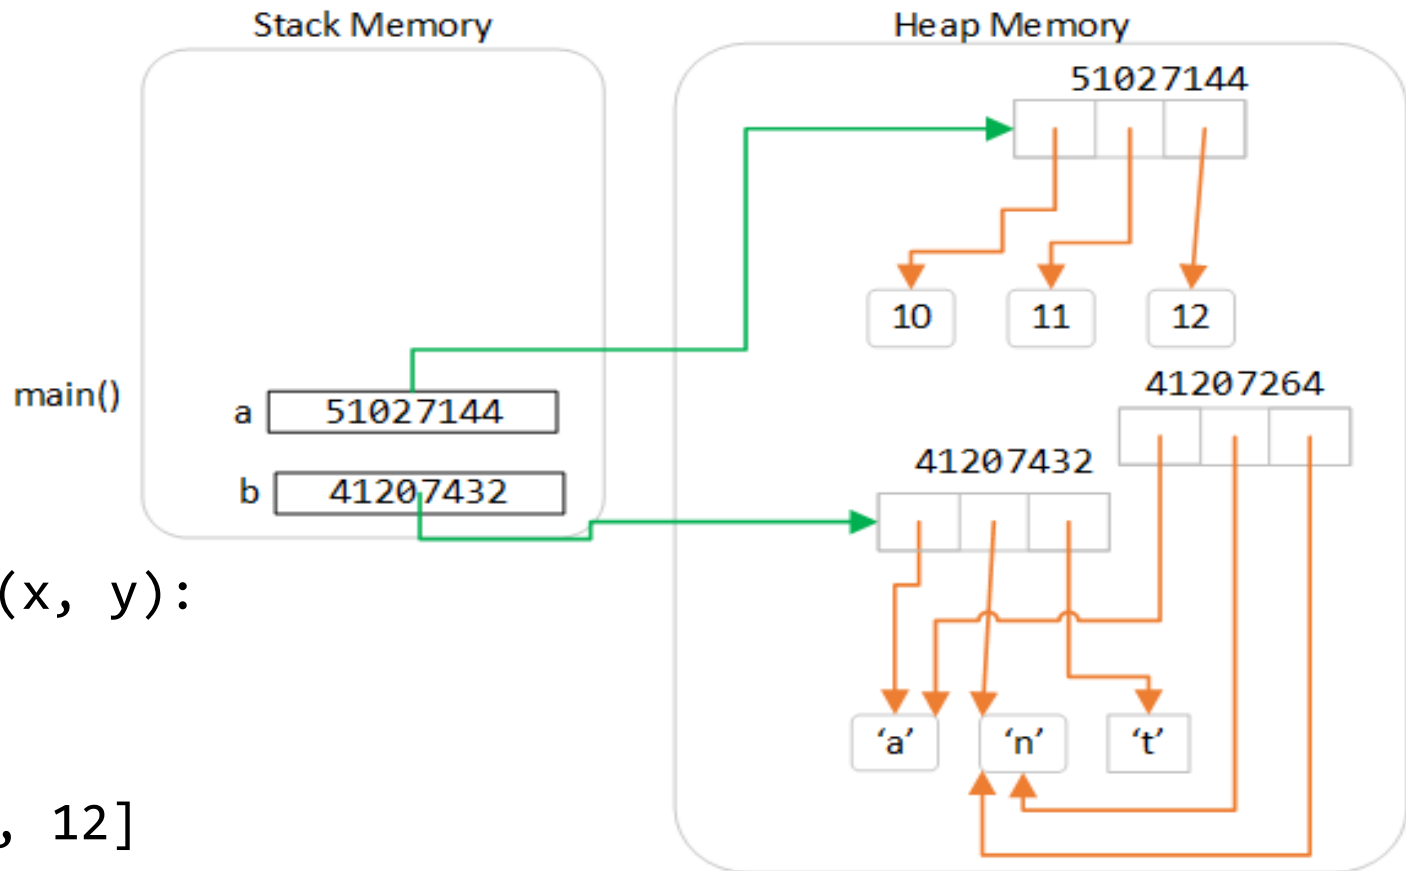 Stack Memory
Heap Memory
51027144
10
11
12
main()
a
51027144
41207264
b
41207432
41207432
(x, y):
‘a’
‘n’
‘t’
, 12]